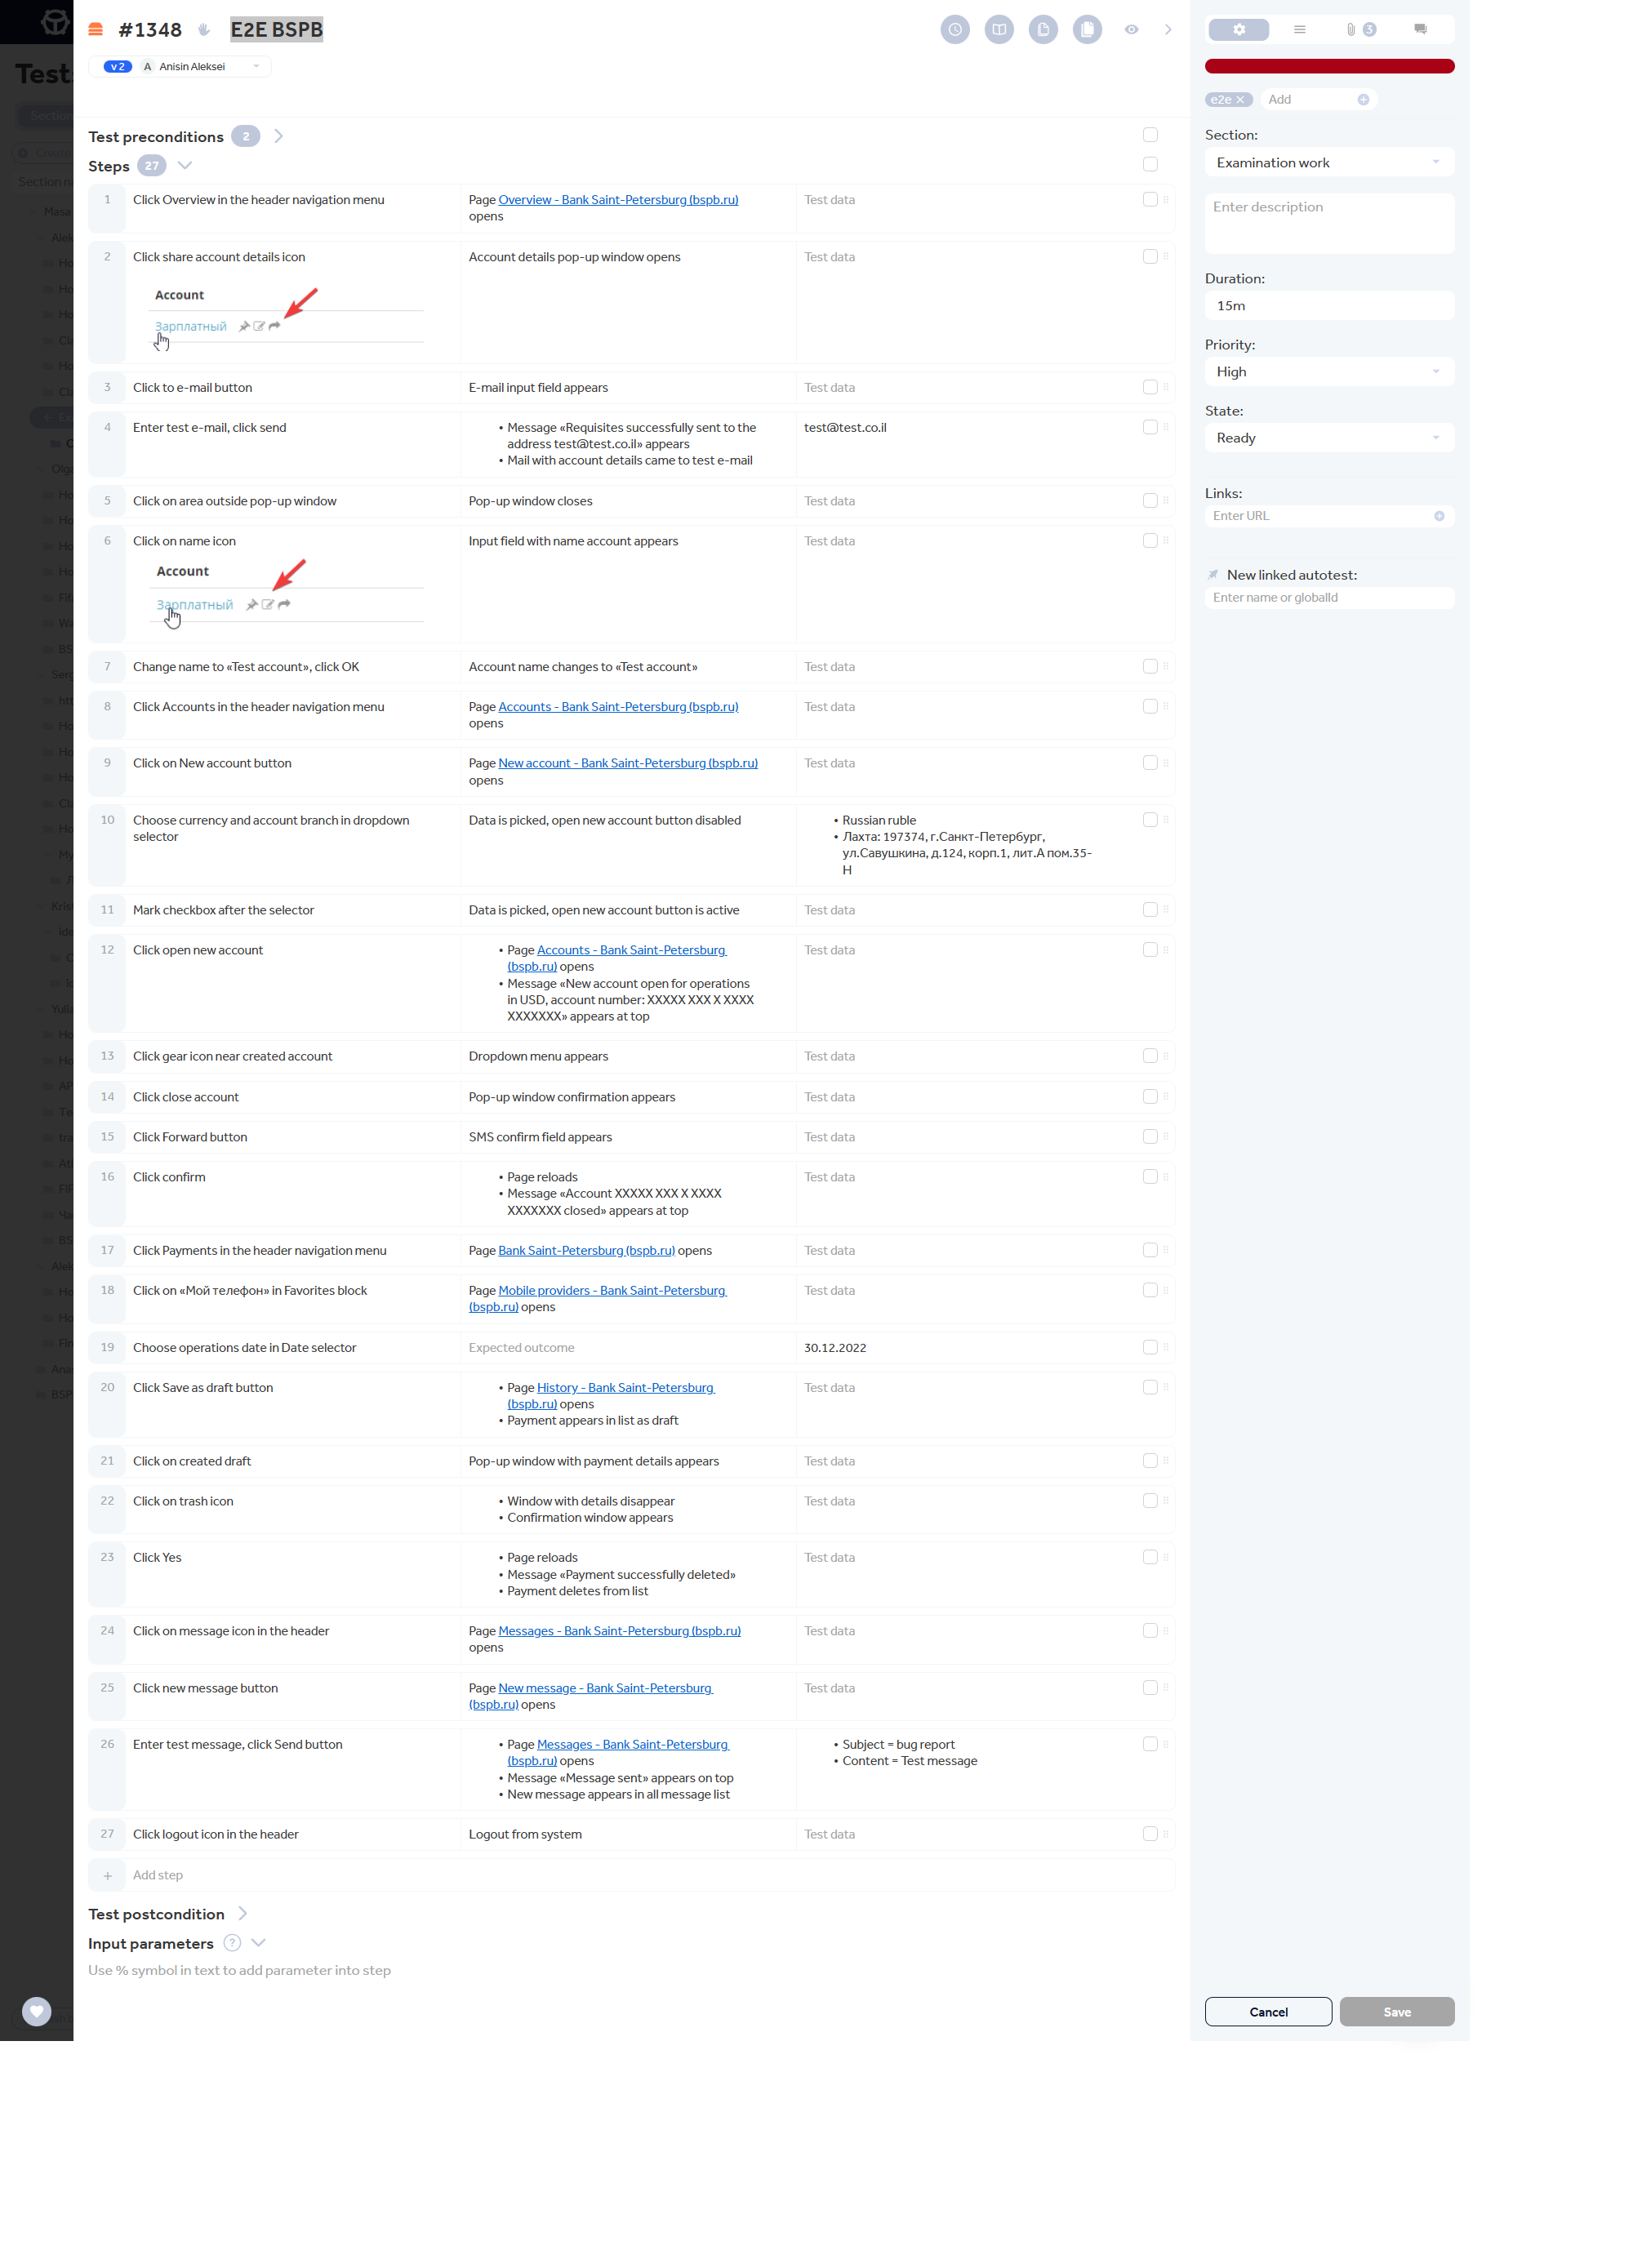 #1348 E2E BSPB
v 2 A Anisin Aleksei
Test preconditions 2
Steps 27
1 Click Overview in the header navigation menu
Page Overview - Bank Saint-Petersburg (bspb.ru)
opens
Test data
2 Click share account details icon
Account
Зарплатный
Account details pop-up window opens
Test data
3 Click to e-mail button
E-mail input field appears
Test data
4 Enter test e-mail, click send
• Message «Requisites successfully sent to the
address test@test.co.il» appears
• Mail with account details came to test e-mail
test@test.co.il
5 Click on area outside pop-up window
Pop-up window closes
Test data
6 Click on name icon
Account
Зарплатный
Input field with name account appears
Test data
7 Change name to «Test account», click OK
Account name changes to «Test account»
Test data
8 Click Accounts in the header navigation menu
Page Accounts - Bank Saint-Petersburg (bspb.ru)
opens
Test data
9 Click on New account button
Page New account - Bank Saint-Petersburg (bspb.ru)
opens
Test data
10 Choose currency and account branch in dropdown
selector
Data is picked, open new account button disabled
• Russian ruble
• Лахта: 197374, г.Санкт-Петербург,
ул.Савушкина, д.124, корп.1, лит.А пом.35-
Н
11 Mark checkbox after the selector
Data is picked, open new account button is active
Test data
12 Click open new account
• Page Accounts - Bank Saint-Petersburg
(bspb.ru) opens
• Message «New account open for operations
in USD, account number: XXXXX XXX X XXXX
XXXXXXX» appears at top
Test data
13 Click gear icon near created account
Dropdown menu appears
Test data
14 Click close account
Pop-up window confirmation appears
Test data
15 Click Forward button
SMS confirm field appears
Test data
16 Click confirm
• Page reloads
• Message «Account XXXXX XXX X XXXX
XXXXXXX closed» appears at top
Test data
17 Click Payments in the header navigation menu
Page Bank Saint-Petersburg (bspb.ru) opens
Test data
18 Click on «Мой телефон» in Favorites block
Page Mobile providers - Bank Saint-Petersburg
(bspb.ru) opens
Test data
19 Choose operations date in Date selector
Expected outcome
30.12.2022
20 Click Save as draft button
• Page History - Bank Saint-Petersburg
(bspb.ru) opens
• Payment appears in list as draft
Test data
21 Click on created draft
Pop-up window with payment details appears
Test data
22 Click on trash icon
• Window with details disappear
• Confirmation window appears
Test data
23 Click Yes
• Page reloads
• Message «Payment successfully deleted»
• Payment deletes from list
Test data
24 Click on message icon in the header
Page Messages - Bank Saint-Petersburg (bspb.ru)
opens
Test data
25 Click new message button
Page New message - Bank Saint-Petersburg
(bspb.ru) opens
Test data
26 Enter test message, click Send button
• Page Messages - Bank Saint-Petersburg
(bspb.ru) opens
• Message «Message sent» appears on top
• New message appears in all message list
• Subject = bug report
• Content = Test message
27 Click logout icon in the header
Logout from system
Test data
+ Add step
Test postcondition
Input parameters ?
Use % symbol in text to add parameter into step
3
e2e Add
Section:
Examination work
Enter description
Duration:
15m
Priority:
High
State:
Ready
Links:
Enter URL
New linked autotest:
Enter name or globalId
Cancel Save